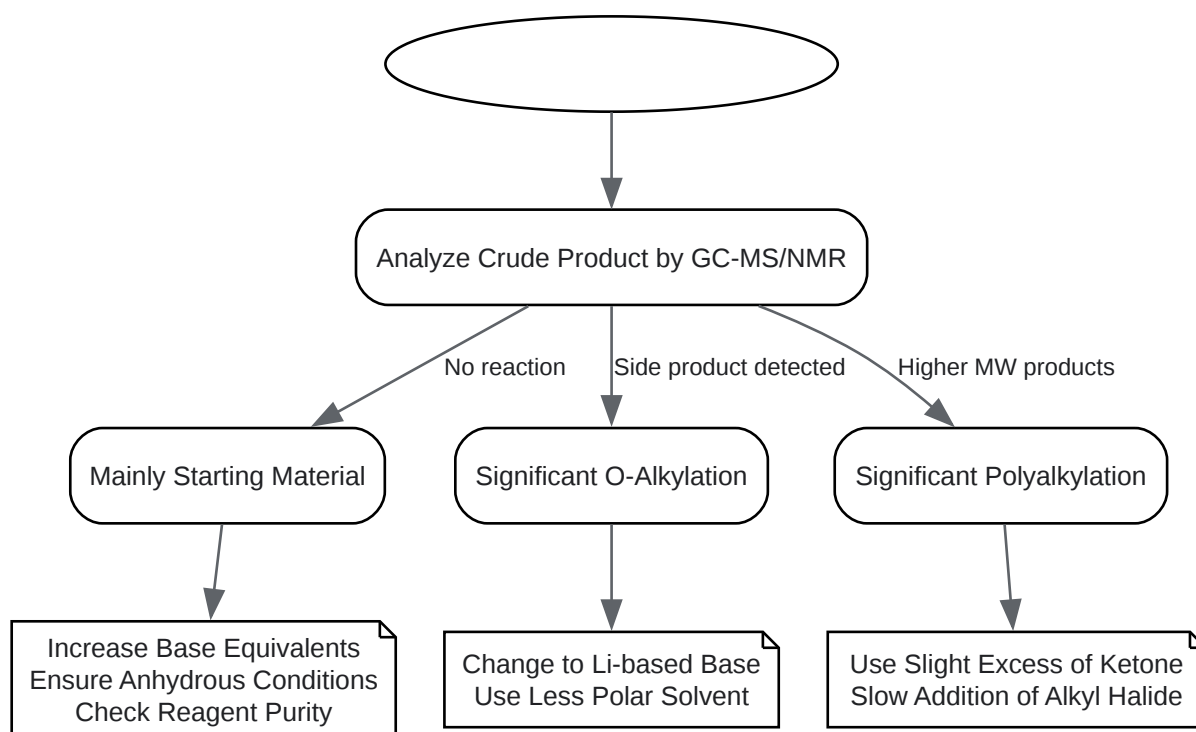 Analyze Crude Product by GC-MS/NMR
No reaction
Side product detected
Higher MW products
Mainly Starting Material
Significant O-Alkylation
Significant Polyalkylation
Increase Base Equivalents
Ensure Anhydrous Conditions
Check Reagent Purity
Change to Li-based Base
Use Less Polar Solvent
Use Slight Excess of Ketone
Slow Addition of Alkyl Halide